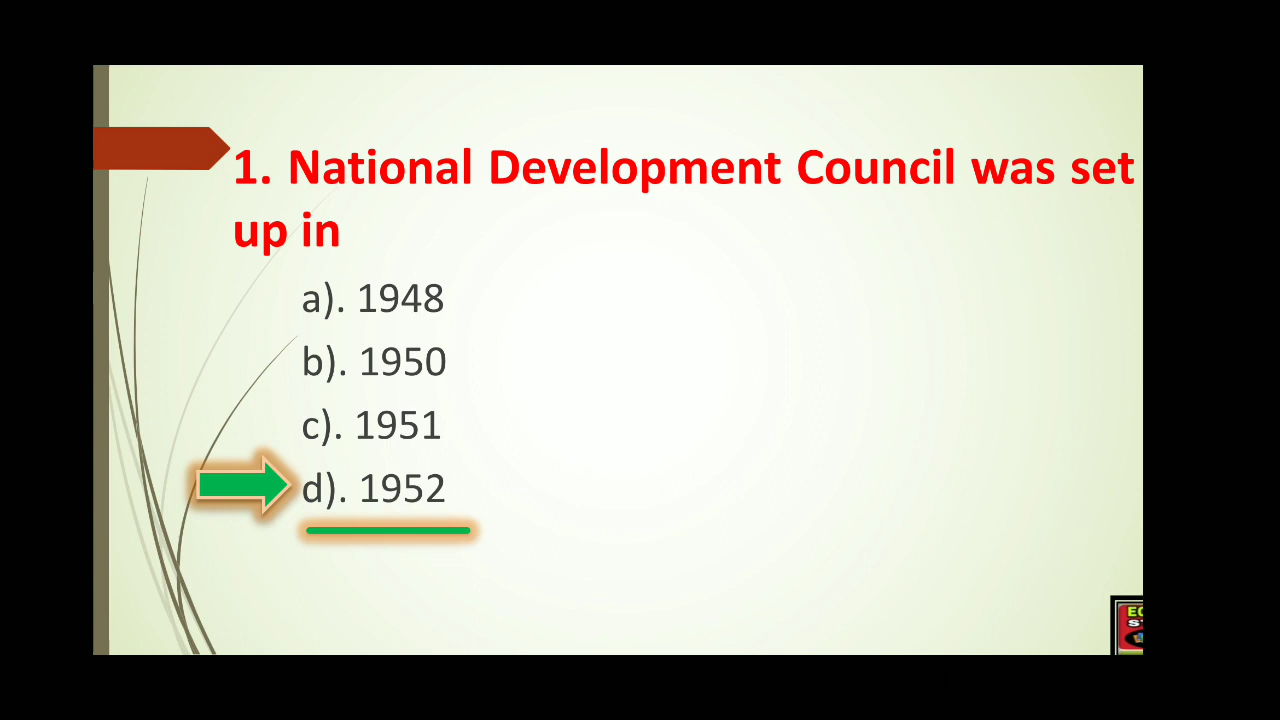 1. National Development Council was set
up in
a). 1948
b). 1950
c). 1951
d). 1952